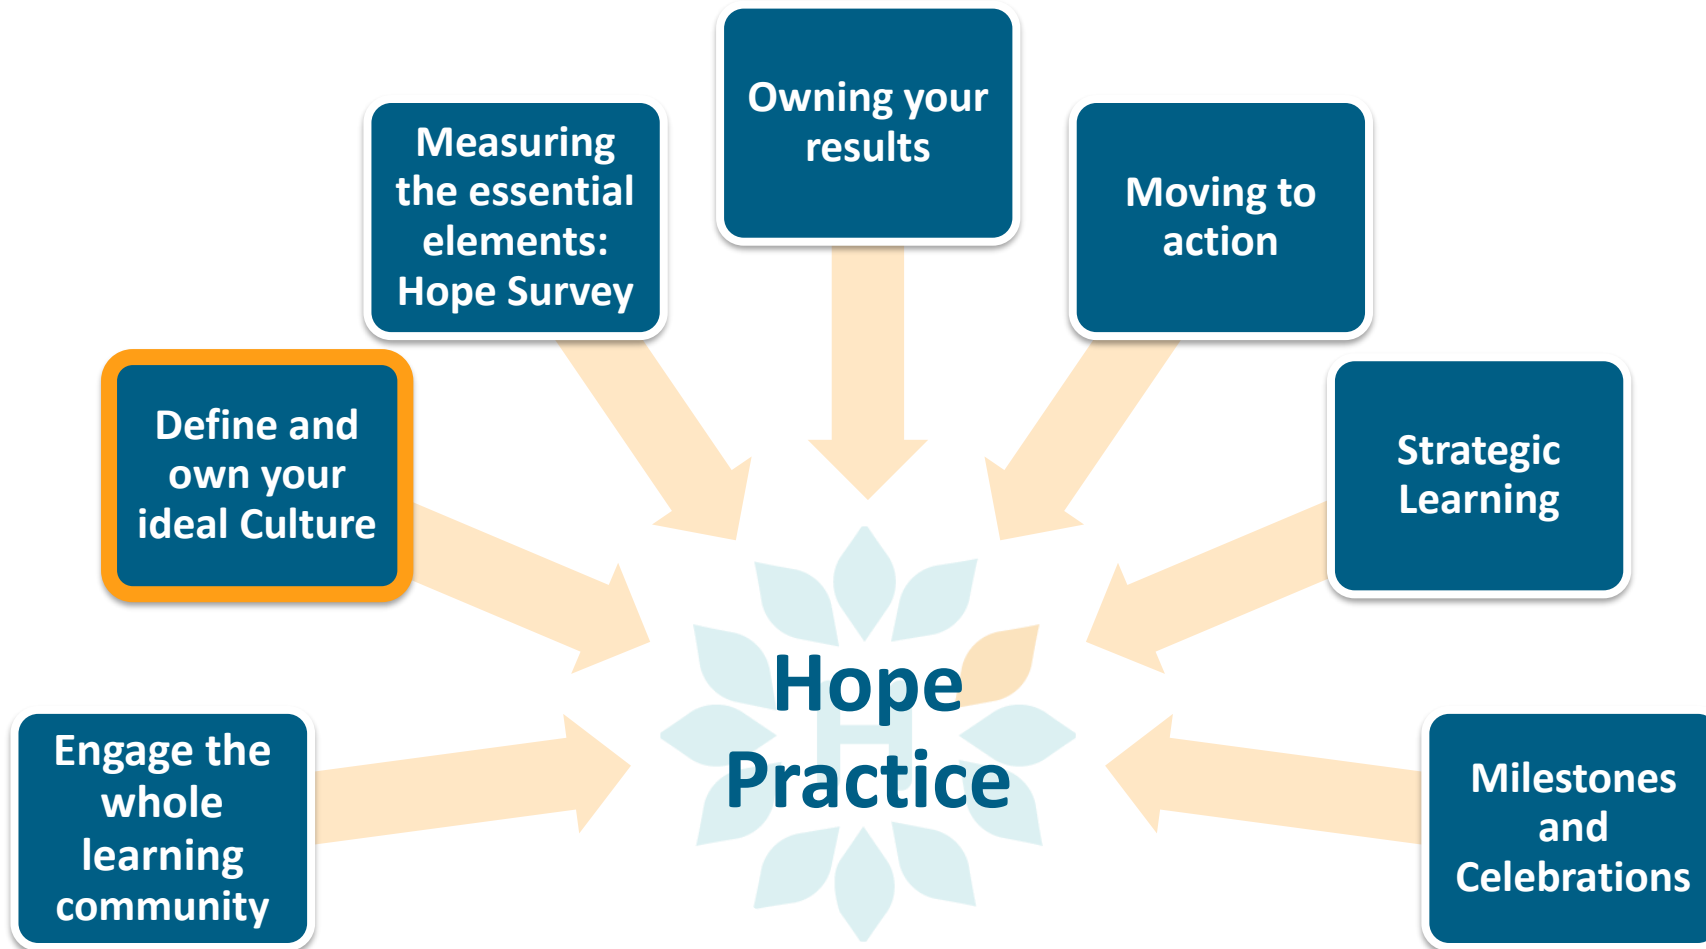 Engage the
whole
learning
community
Define and
own your
ideal Culture
Measuring
the essential
elements:
Hope Survey
Owning your
results
Moving to
action
Strategic
Learning
Milestones
and
Celebrations
Hope
Practice
H